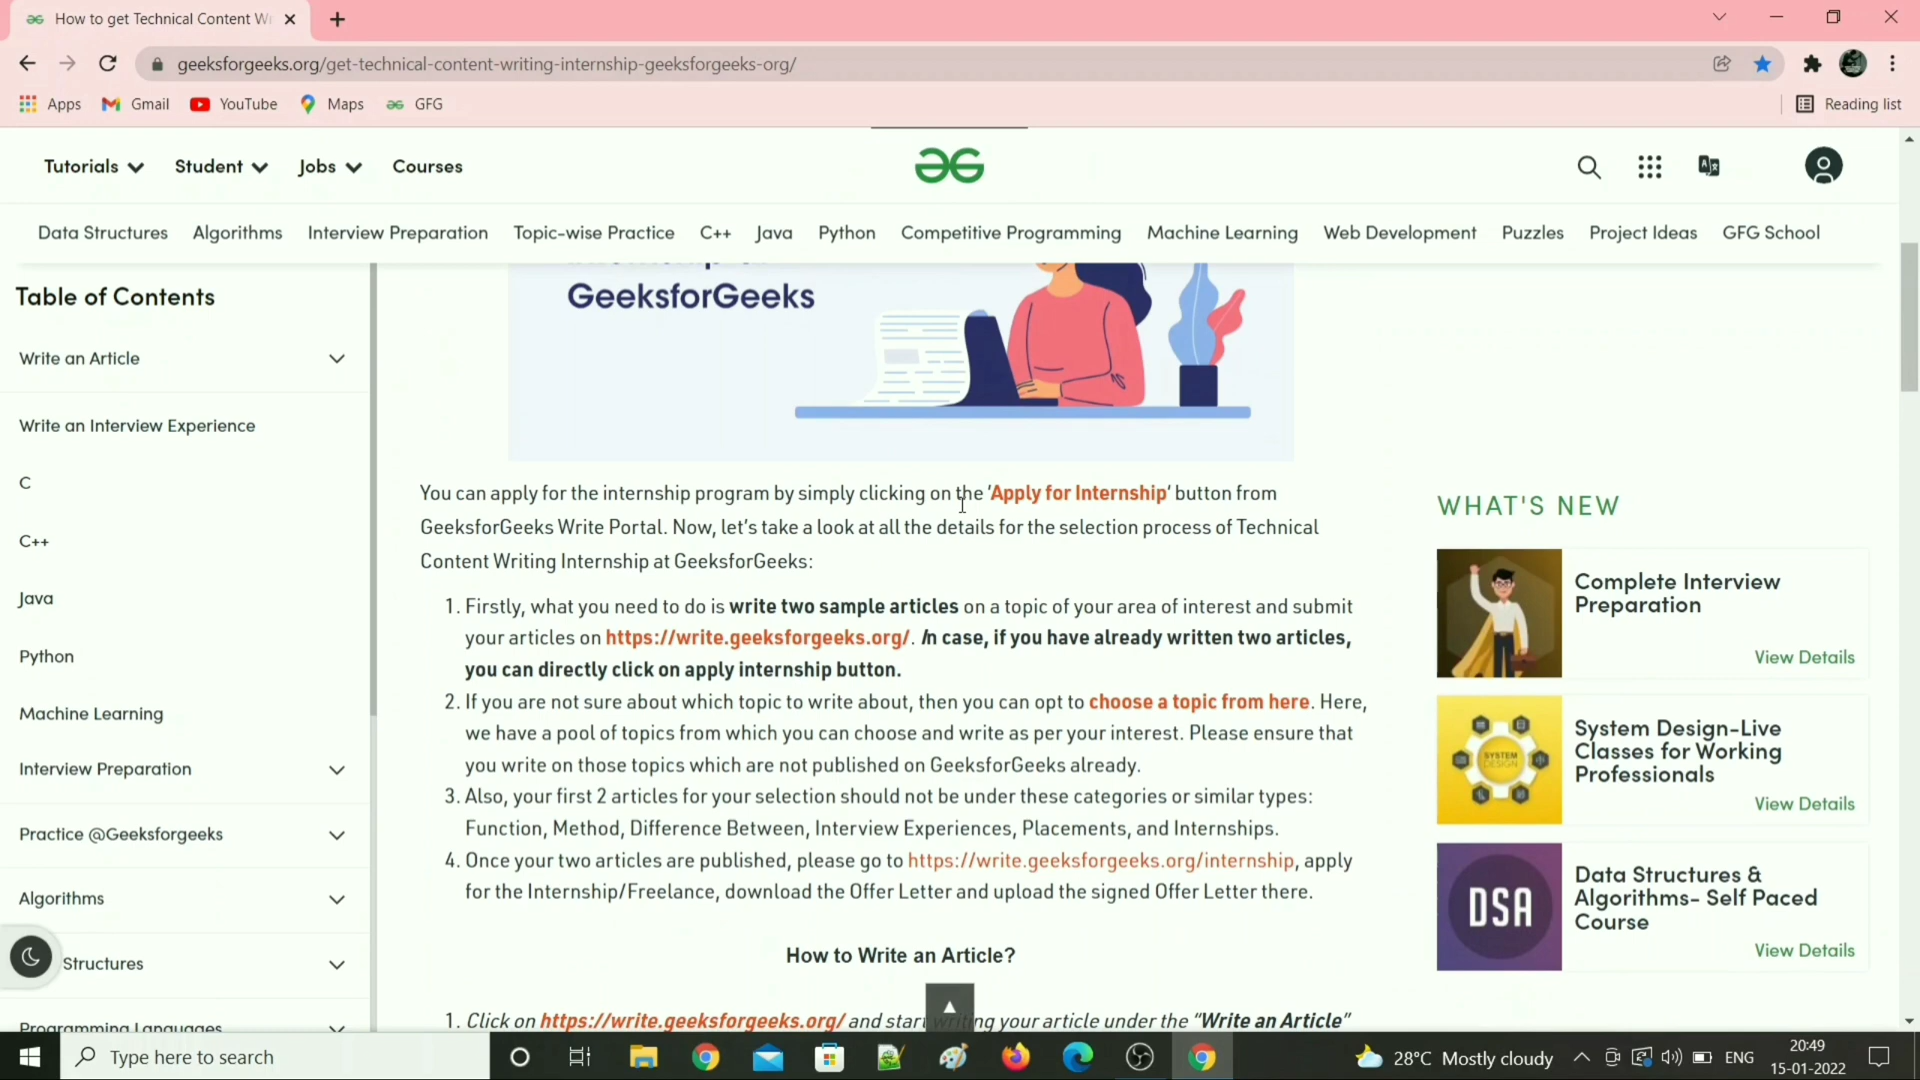 How to get Technical Content W
geeksforgeeks.org/get-technical-content-writing-internship-geeksforgeeks-org/
Apps Gmail YouTube Maps GFG Reading list
Tutorials Student Jobs Courses
Data Structures Algorithms Interview Preparation Topic-wise Practice C++ Java Python Competitive Programming Machine Learning Web Development Puzzles Project Ideas GFG School
Table of Contents
Write an Article
Write an Interview Experience
C
C++
Java
Python
Machine Learning
Interview Preparation
Practice @Geeksforgeeks
Algorithms
Structures
Programming Languages
GeeksforGeeks
You can apply for the internship program by simply clicking on the 'Apply for Internship' button from
GeeksforGeeks Write Portal. Now, let's take a look at all the details for the selection process of Technical
Content Writing Internship at GeeksforGeeks:
1. Firstly, what you need to do is write two sample articles on a topic of your area of interest and submit
your articles on https://write.geeksforgeeks.org/. In case, if you have already written two articles,
you can directly click on apply internship button.
2. If you are not sure about which topic to write about, then you can opt to choose a topic from here. Here,
we have a pool of topics from which you can choose and write as per your interest. Please ensure that
you write on those topics which are not published on GeeksforGeeks already.
3. Also, your first 2 articles for your selection should not be under these categories or similar types:
Function, Method, Difference Between, Interview Experiences, Placements, and Internships.
4. Once your two articles are published, please go to https://write.geeksforgeeks.org/internship, apply
for the Internship/Freelance, download the Offer Letter and upload the signed Offer Letter there.
How to Write an Article?
1. Click on https://write.geeksforgeeks.org/ and start writing your article under the "Write an Article"
WHAT'S NEW
Complete Interview
Preparation
View Details
SYSTEM
DESIGN
System Design-Live
Classes for Working
Professionals
View Details
DSA
Data Structures &
Algorithms- Self Paced
Course
View Details
Type here to search
28°C Mostly cloudy
ENG
20:49
15-01-2022